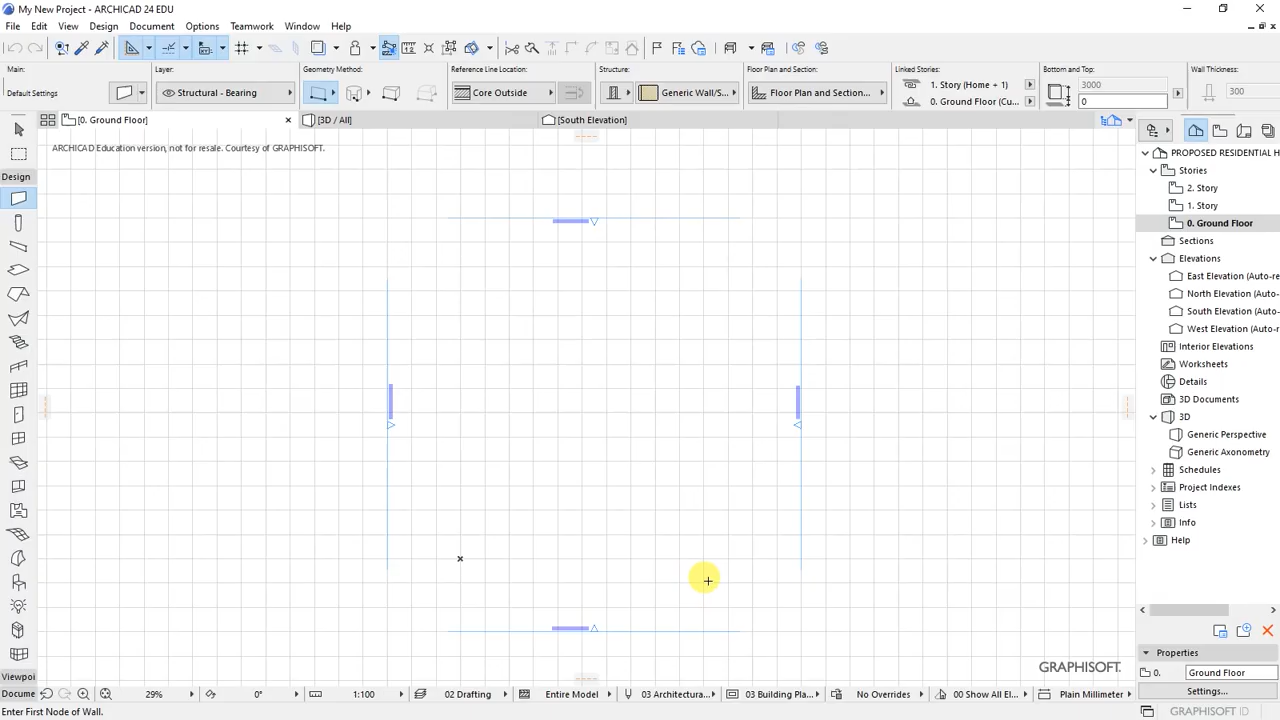 My New Project - ARCHICAD 24 EDU
File Edit View Design Document Options Teamwork Window Help
Main: Layer: Geometry Method: Reference Line Location: Structure: Floor Plan and Section: Linked Stories: Bottom and Top: Wall Thickness:
Default Settings Structural - Bearing Core Outside Generic Wall/S... Floor Plan and Section... 1. Story (Home + 1) 3000 300
0. Ground Floor (Cu... 0
[0. Ground Floor] [3D / All] [South Elevation]
ARCHICAD Education version, not for resale. Courtesy of GRAPHISOFT.
Design
PROPOSED RESIDENTIAL H
Stories
2. Story
1. Story
0. Ground Floor
Sections
Elevations
East Elevation (Auto-re
North Elevation (Auto-
South Elevation (Auto-
West Elevation (Auto-r
Interior Elevations
Worksheets
Details
3D Documents
3D
Generic Perspective
Generic Axonometry
Schedules
Project Indexes
Lists
Info
Help
GRAPHISOFT.
Properties
0. Ground Floor
Settings...
Viewpoi
Docume 29% 0° 1:100 02 Drafting Entire Model 03 Architectura... 03 Building Pla... No Overrides 00 Show All El... Plain Millimeter
Enter First Node of Wall. GRAPHISOFT ID